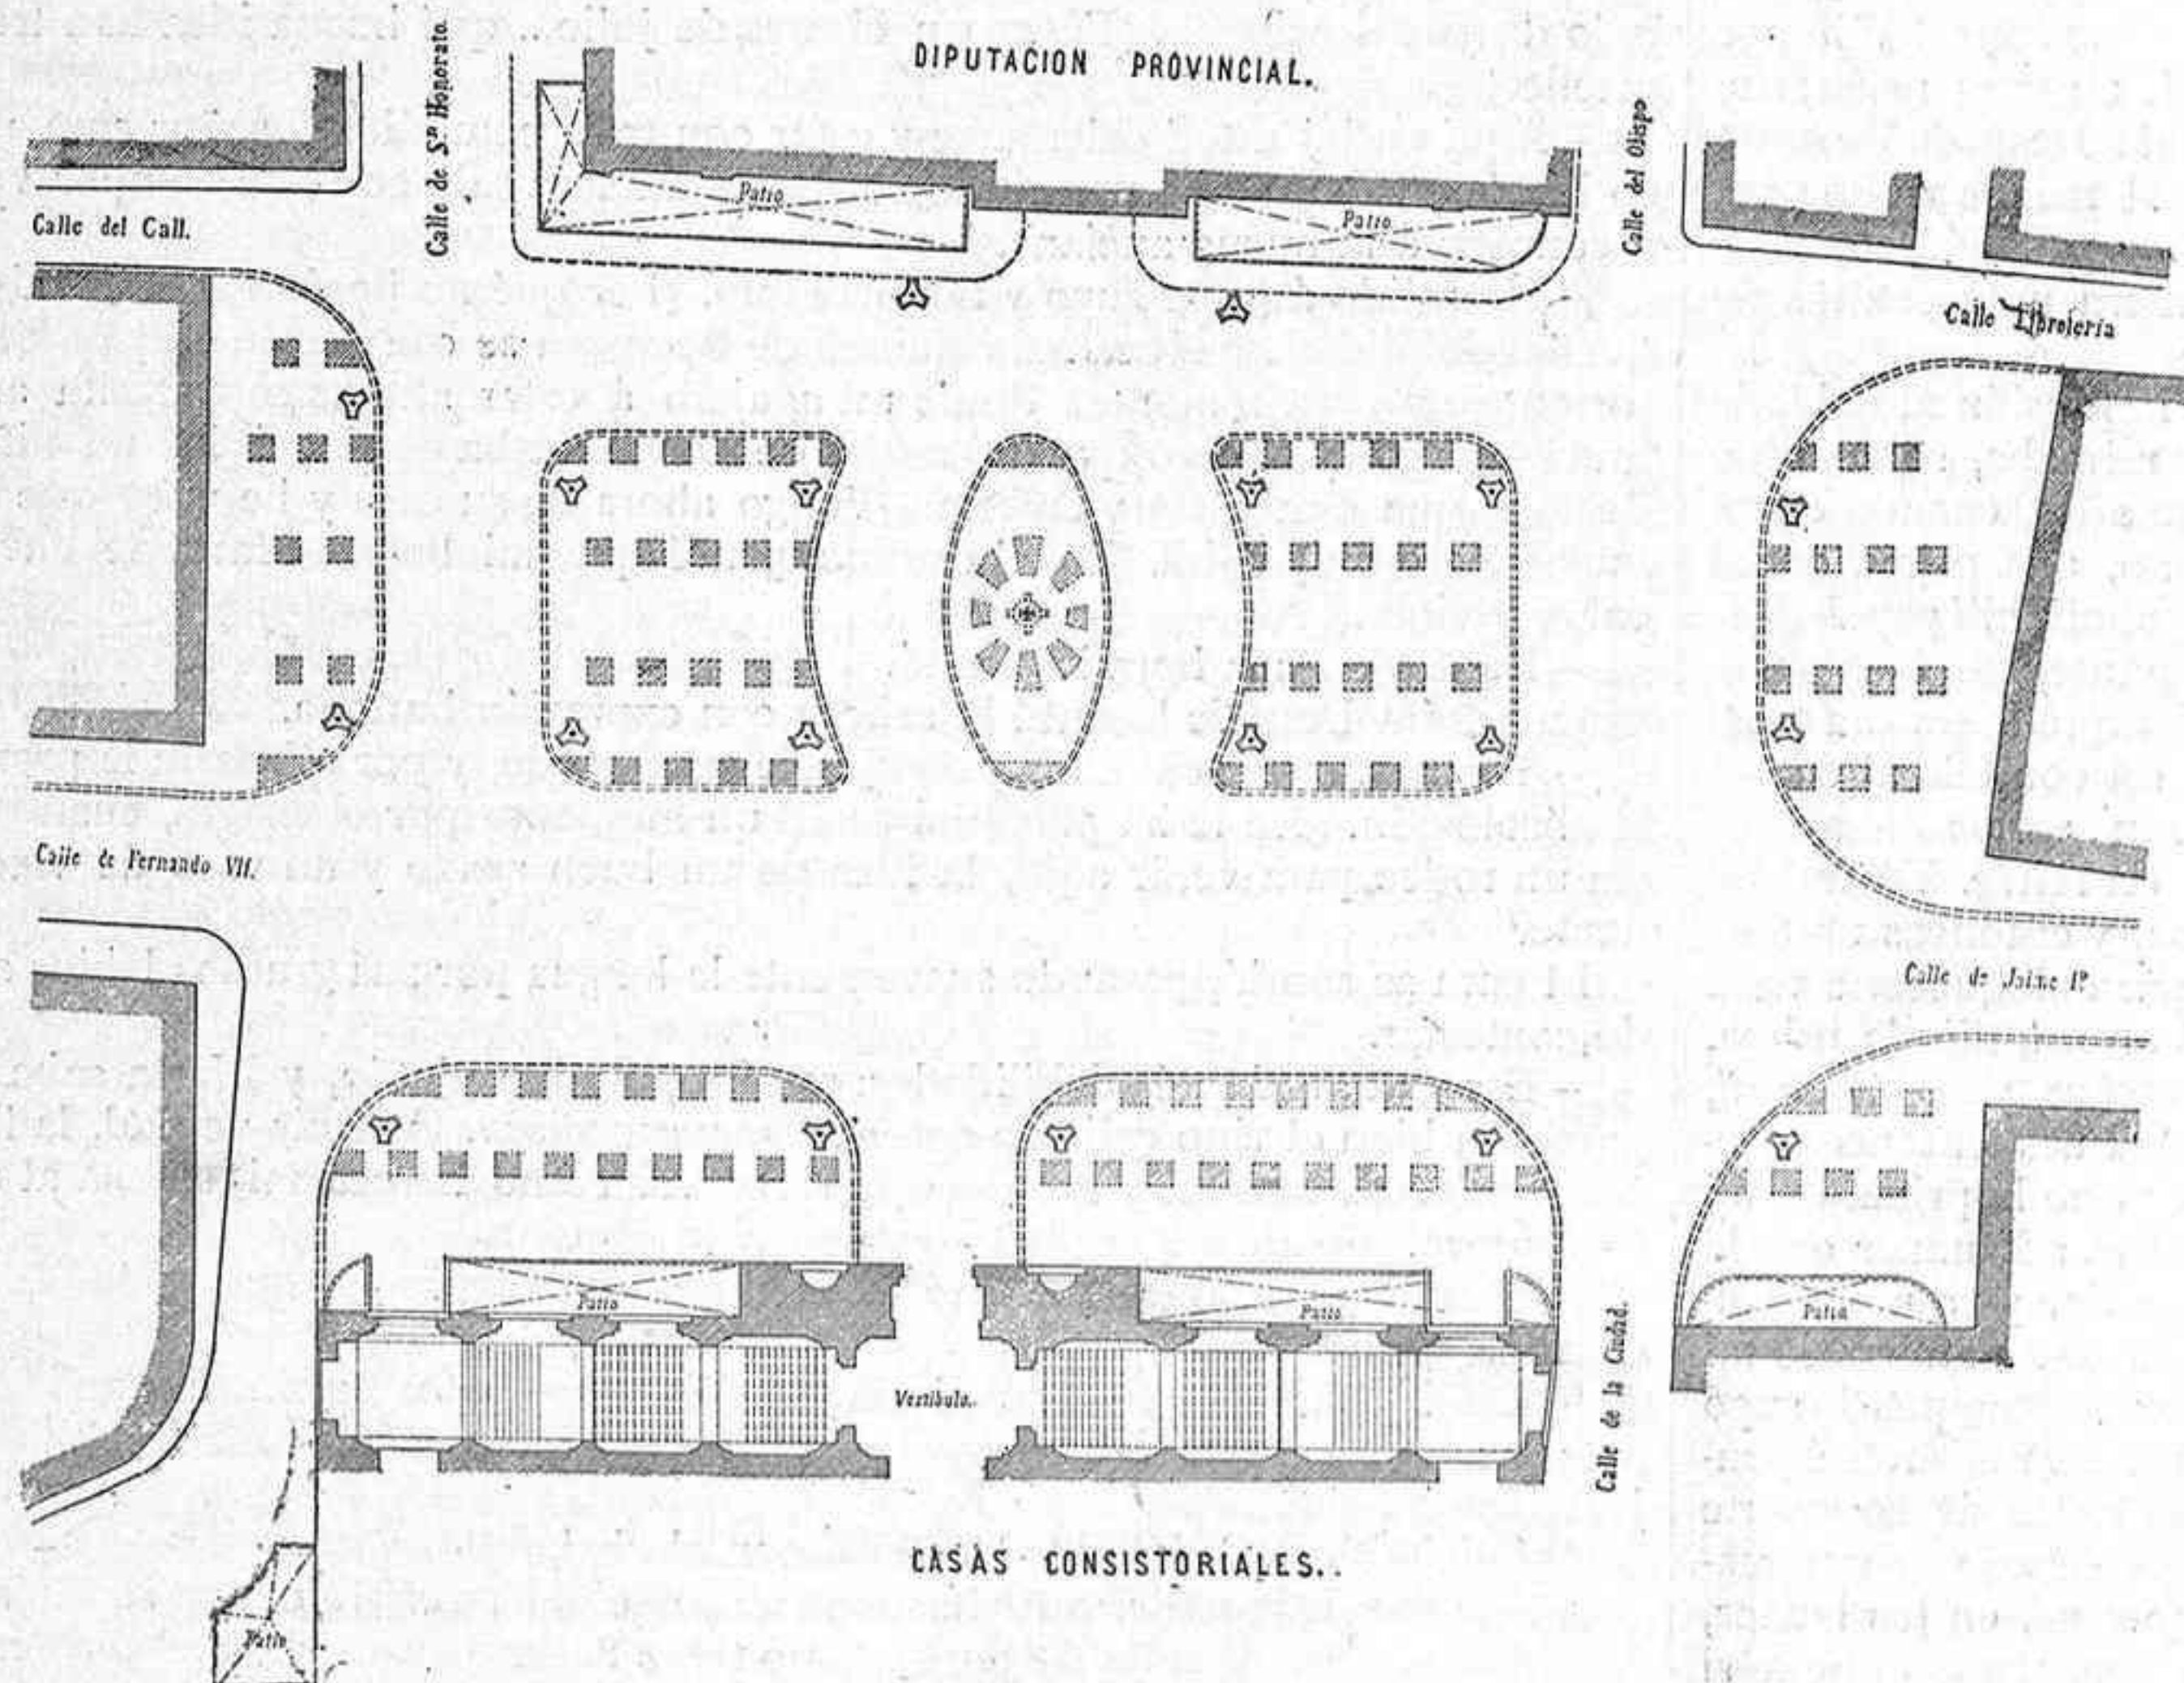 DIPUTACION PROVINCIAL.
Calle de Sn Honorato.
Calle del Obispo
Calle del Call.
Patio
Patio
Calle Libretería
Calle de Fernando VII.
Calle de Jaime Iº
Patio
Patio
Patio
Vestíbulo.
Calle de la Ciudad.
CASAS CONSISTORIALES.
Patio